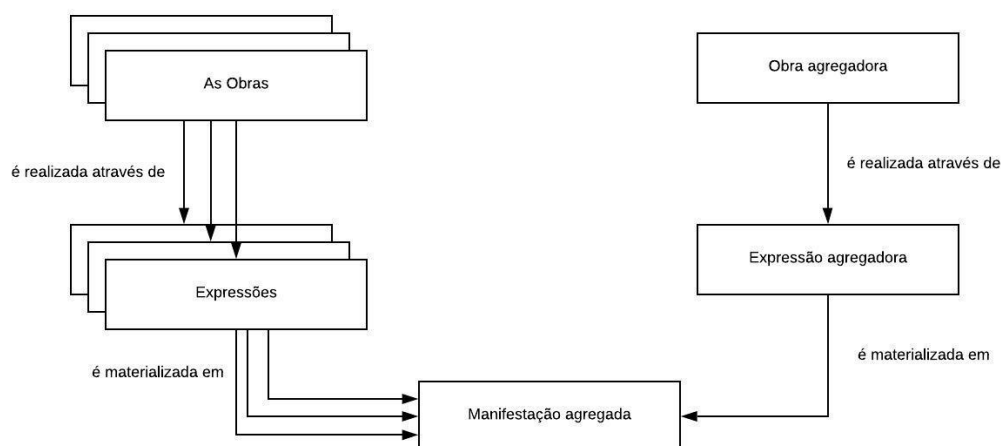 As Obras
Obra agregadora
é realizada através de
é realizada através de
Expressões
Expressão agregadora
é materializada em
é materializada em
Manifestação agregada